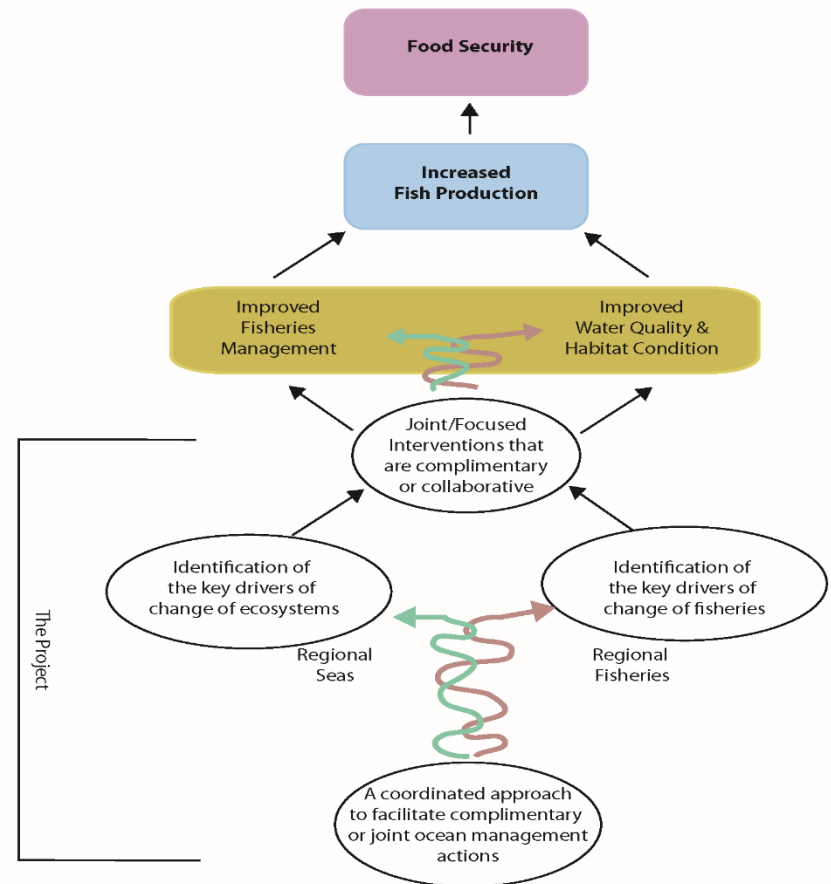 Food Security
Increased
Fish Production
Improved
Fisheries
Management
Improved
Water Quality &
Habitat Condition
Joint/Focused
Interventions that
are complimentary
or collaborative
Identification of
the key drivers of
change of ecosystems
Identification of
the key drivers of
change of fisheries
The Project
Regional
Seas
Regional
Fisheries
A coordinated approach
to facilitate complimentary
or joint ocean management
actions